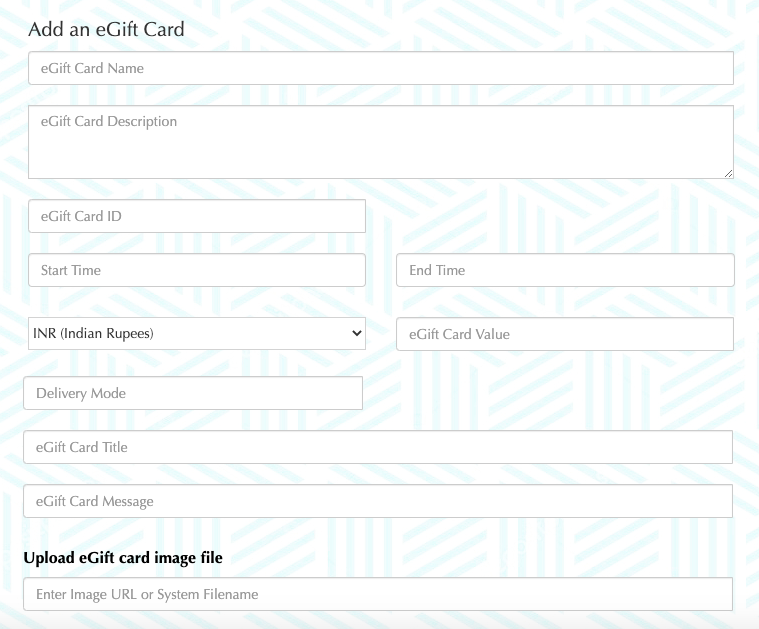 Add an eGift Card
eGift Card Name
eGift Card Description
eGift Card ID
Start Time
End Time
INR (Indian Rupees)
eGift Card Value
Delivery Mode
eGift Card Title
eGift Card Message
Upload eGift card image file
Enter Image URL or System Filename